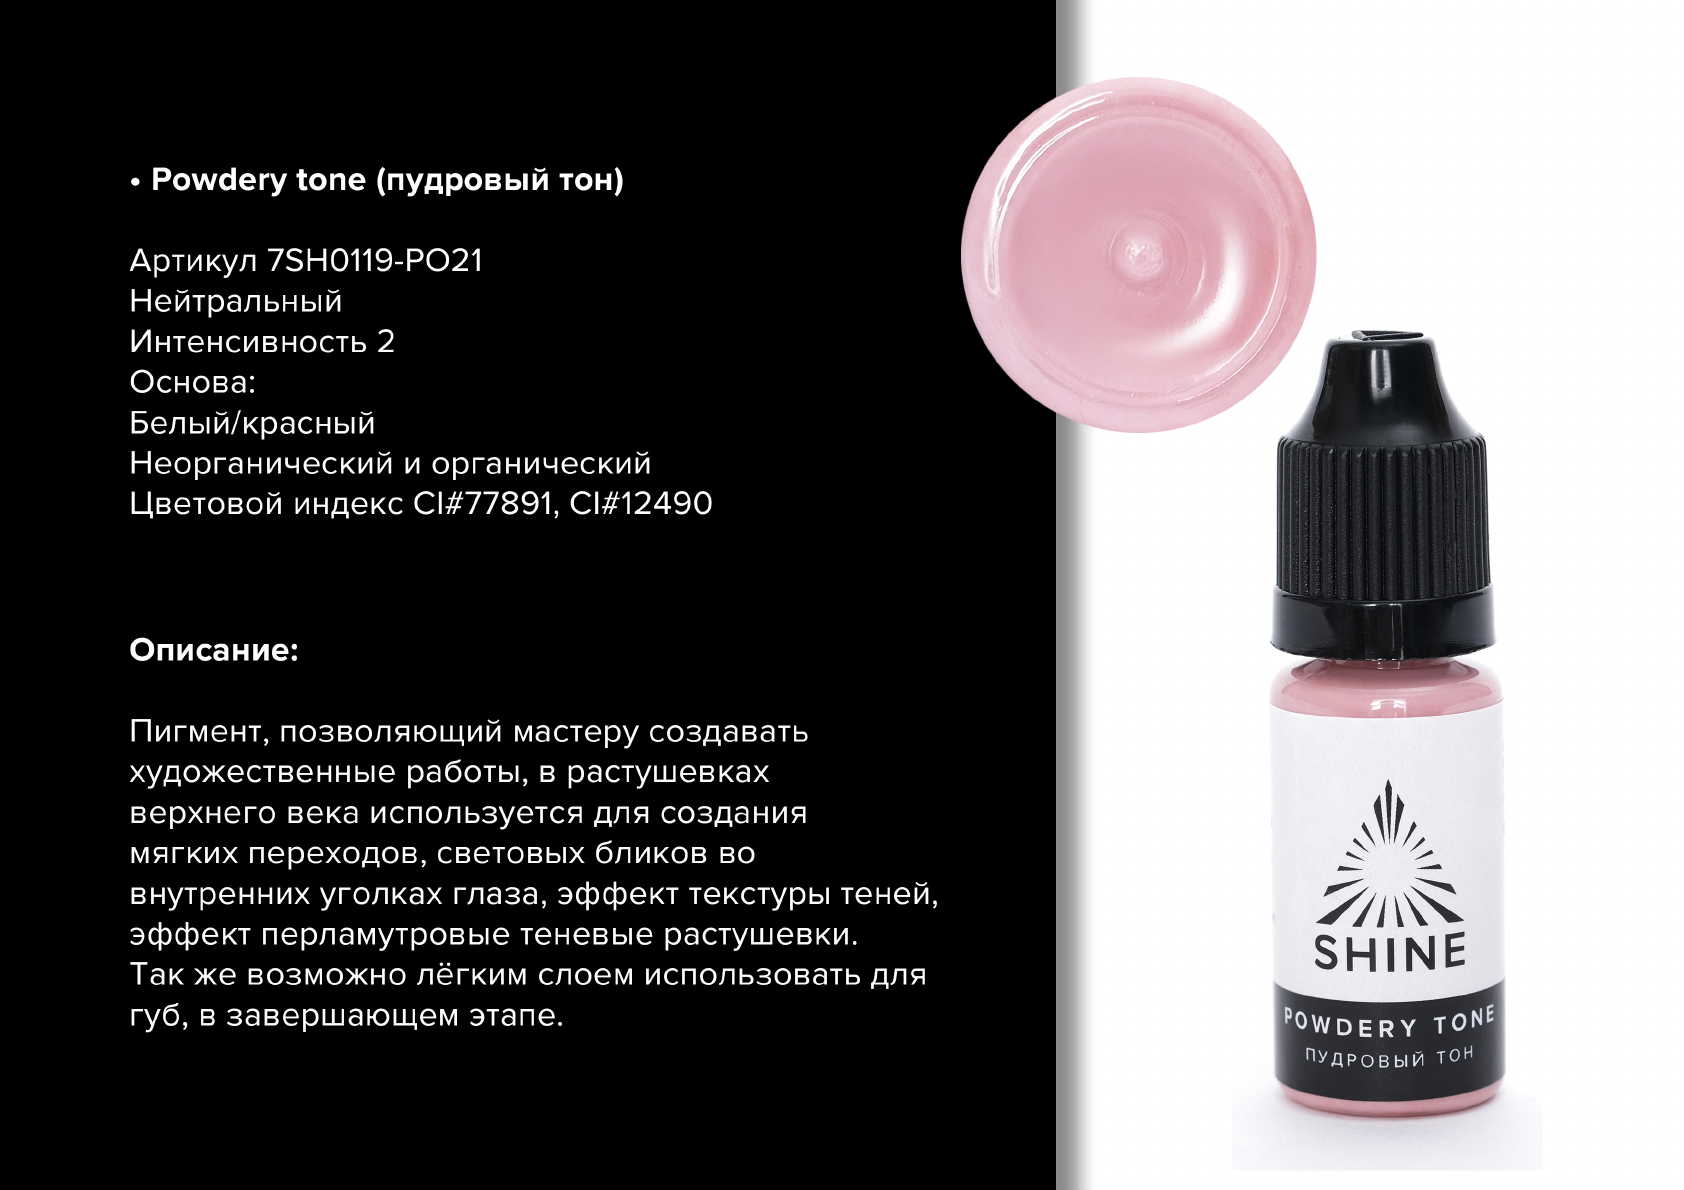 • Powdery tone (пудровый тон)
Артикул 7SH0119-PO21
Нейтральный
Интенсивность 2
Основа:
Белый/красный
Неорганический и органический
Цветовой индекс CI#77891, CI#12490
Описание:
Пигмент, позволяющий мастеру создавать
художественные работы, в растушевках
верхнего века используется для создания
мягких переходов, световых бликов во
внутренних уголках глаза, эффект текстуры теней,
эффект перламутровые теневые растушевки.
Так же возможно лёгким слоем использовать для
губ, в завершающем этапе.
SHINE
POWDERY TONE
ПУДРОВЫЙ ТОН